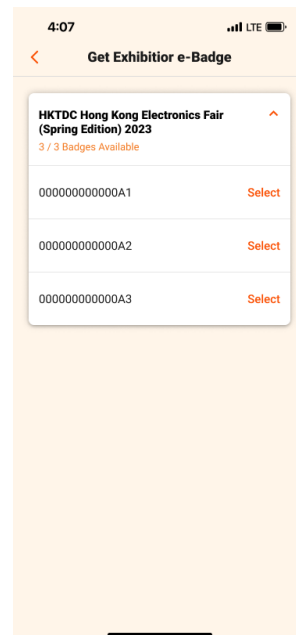 4:07
LTE
Get Exhibitior e-Badge
HKTDC Hong Kong Electronics Fair
(Spring Edition) 2023
3 / 3 Badges Available
000000000000A1 Select
000000000000A2 Select
000000000000A3 Select